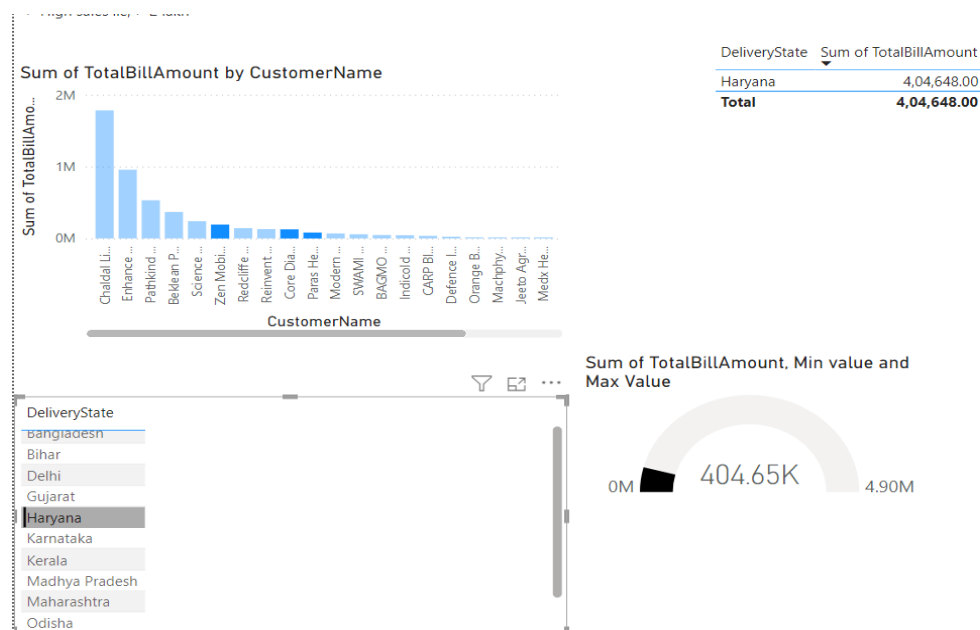 Sum of TotalBillAmount by CustomerName
Sum of TotalBillAmo...
2M
1M
0M
Chaldal Li...
Enhance ...
Pathkind ...
Beklean P...
Science ...
Zen Mobi...
Redcliffe ...
Reinvent ...
Core Dia...
Paras He...
Modern ...
SWAMI ...
BAGMO ...
Indicold ...
CARP BI...
Defence I...
Orange B...
Machphy...
Jeeto Agr...
Medx He...
CustomerName
DeliveryState Sum of TotalBillAmount
Haryana 4,04,648.00
Total 4,04,648.00
DeliveryState
Bangladesh
Bihar
Delhi
Gujarat
Haryana
Karnataka
Kerala
Madhya Pradesh
Maharashtra
Odisha
Sum of TotalBillAmount, Min value and
Max Value
0M
404.65K
4.90M